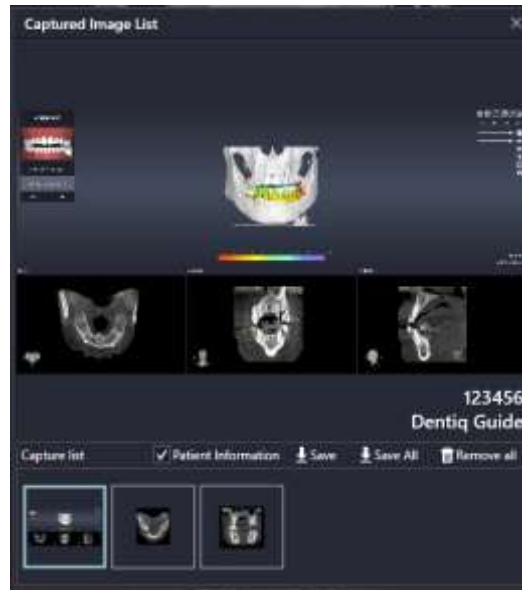 Captured Image List
123456
Dentiq Guide
Capture list
Patient Information
Save
Save All
Remove all